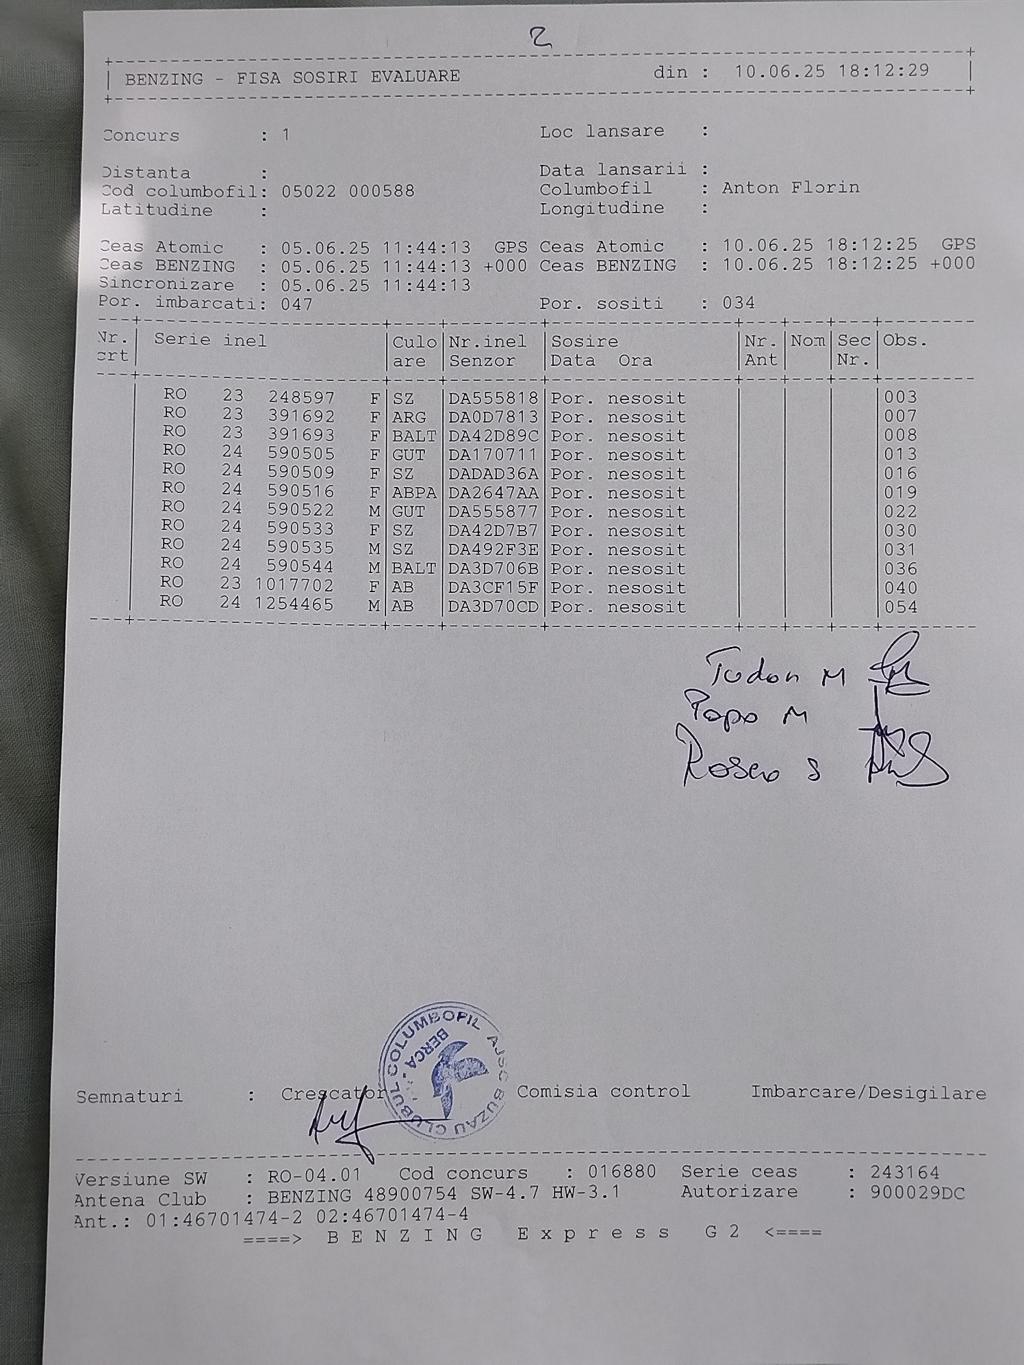 2
BENZING - FISA SOSIRI EVALUARE din : 10.06.25 18:12:29
Concurs : 1 Loc lansare :
Distanta : Data lansarii :
Cod columbofil: 05022 000588 Columbofil : Anton Florin
Latitudine : Longitudine :
Ceas Atomic : 05.06.25 11:44:13 GPS Ceas Atomic : 10.06.25 18:12:25 GPS
Ceas BENZING : 05.06.25 11:44:13 +000 Ceas BENZING : 10.06.25 18:12:25 +000
Sincronizare : 05.06.25 11:44:13
Por. imbarcati: 047 Por. sositi : 034
Nr. Serie inel Culo Nr.inel Sosire Nr. Nom Sec Obs.
crt are Senzor Data Ora Ant Nr.
RO 23 248597 F SZ DA555818 Por. nesosit 003
RO 23 391692 F ARG DA0D7813 Por. nesosit 007
RO 23 391693 F BALT DA42D89C Por. nesosit 008
RO 24 590505 F GUT DA170711 Por. nesosit 013
RO 24 590509 F SZ DADAD36A Por. nesosit 016
RO 24 590516 F ABPA DA2647AA Por. nesosit 019
RO 24 590522 M GUT DA555877 Por. nesosit 022
RO 24 590533 F SZ DA42D7B7 Por. nesosit 030
RO 24 590535 M SZ DA492F3E Por. nesosit 031
RO 24 590544 M BALT DA3D706B Por. nesosit 036
RO 23 1017702 F AB DA3CF15F Por. nesosit 040
RO 24 1254465 M AB DA3D70CD Por. nesosit 054
Tudor M
Popa M
S
CLUBUL COLUMBOFIL AJSC BUZAU
BERCA
Semnaturi : Crescator Comisia control Imbarcare/Desigilare
Versiune SW : RO-04.01 Cod concurs : 016880 Serie ceas : 243164
Antena Club : BENZING 48900754 SW-4.7 HW-3.1 Autorizare : 900029DC
Ant.: 01:46701474-2 02:46701474-4
====> BENZING Express G2 <====